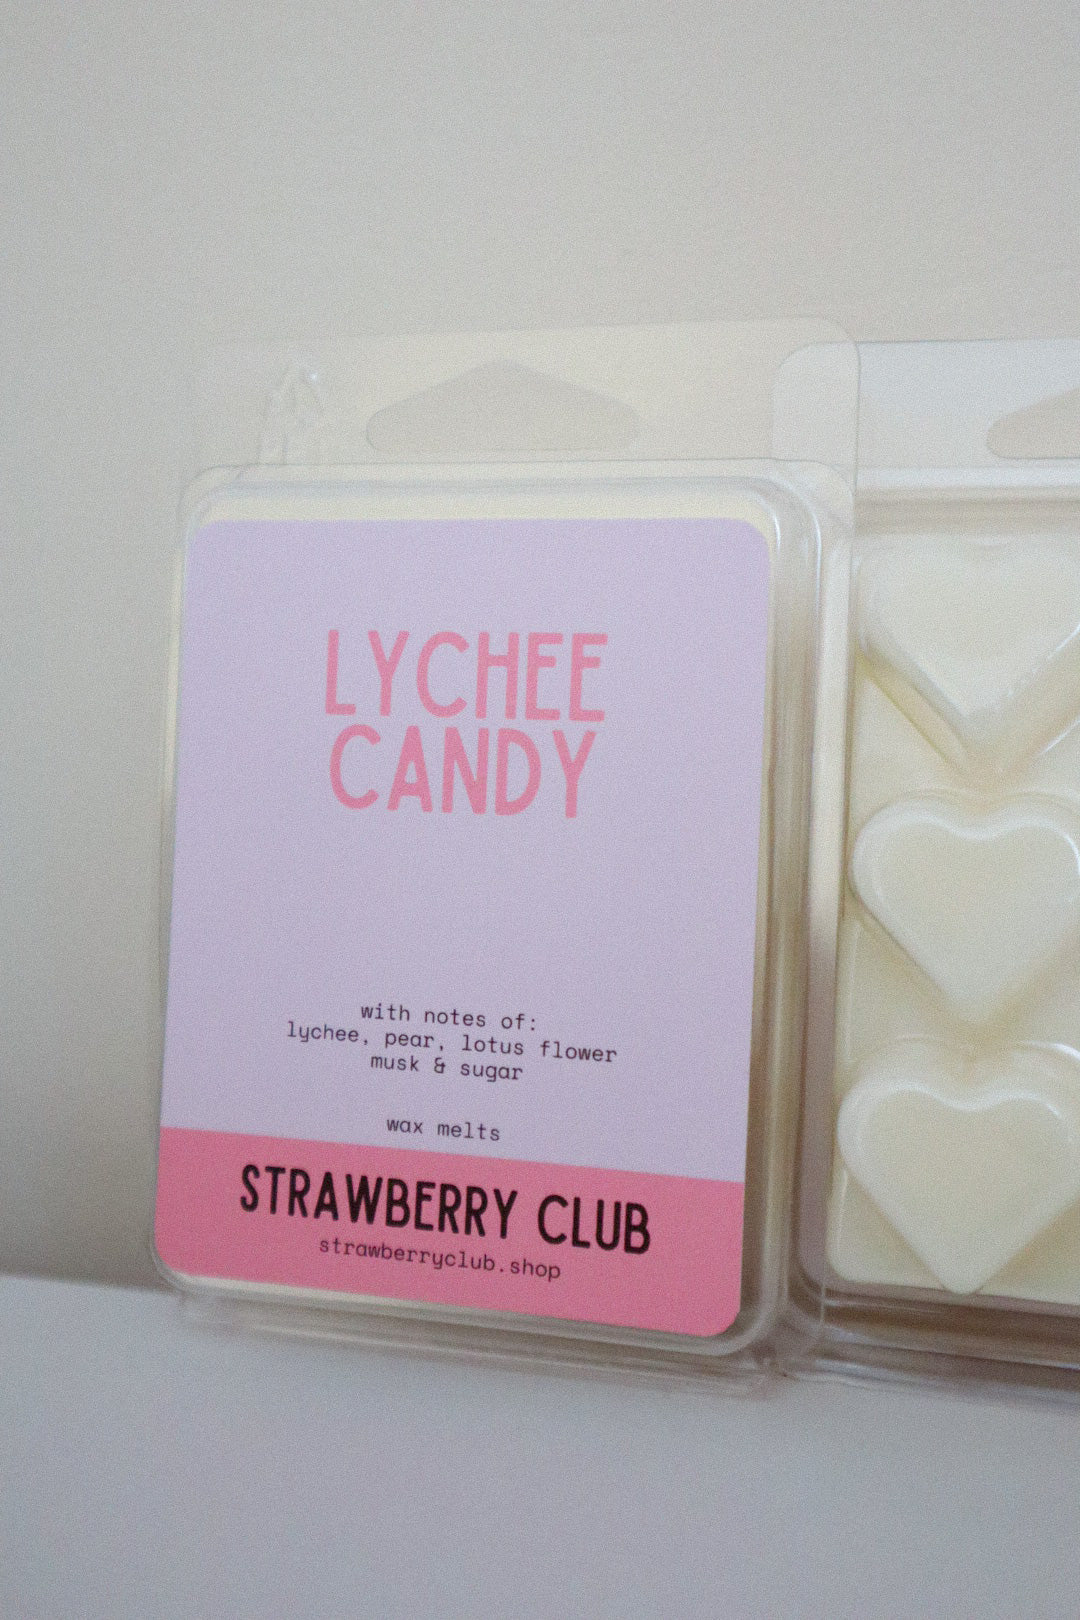 LYCHEE
CANDY
with notes of:
lychee, pear, lotus flower
musk & sugar
wax melts
STRAWBERRY CLUB
strawberryclub.shop